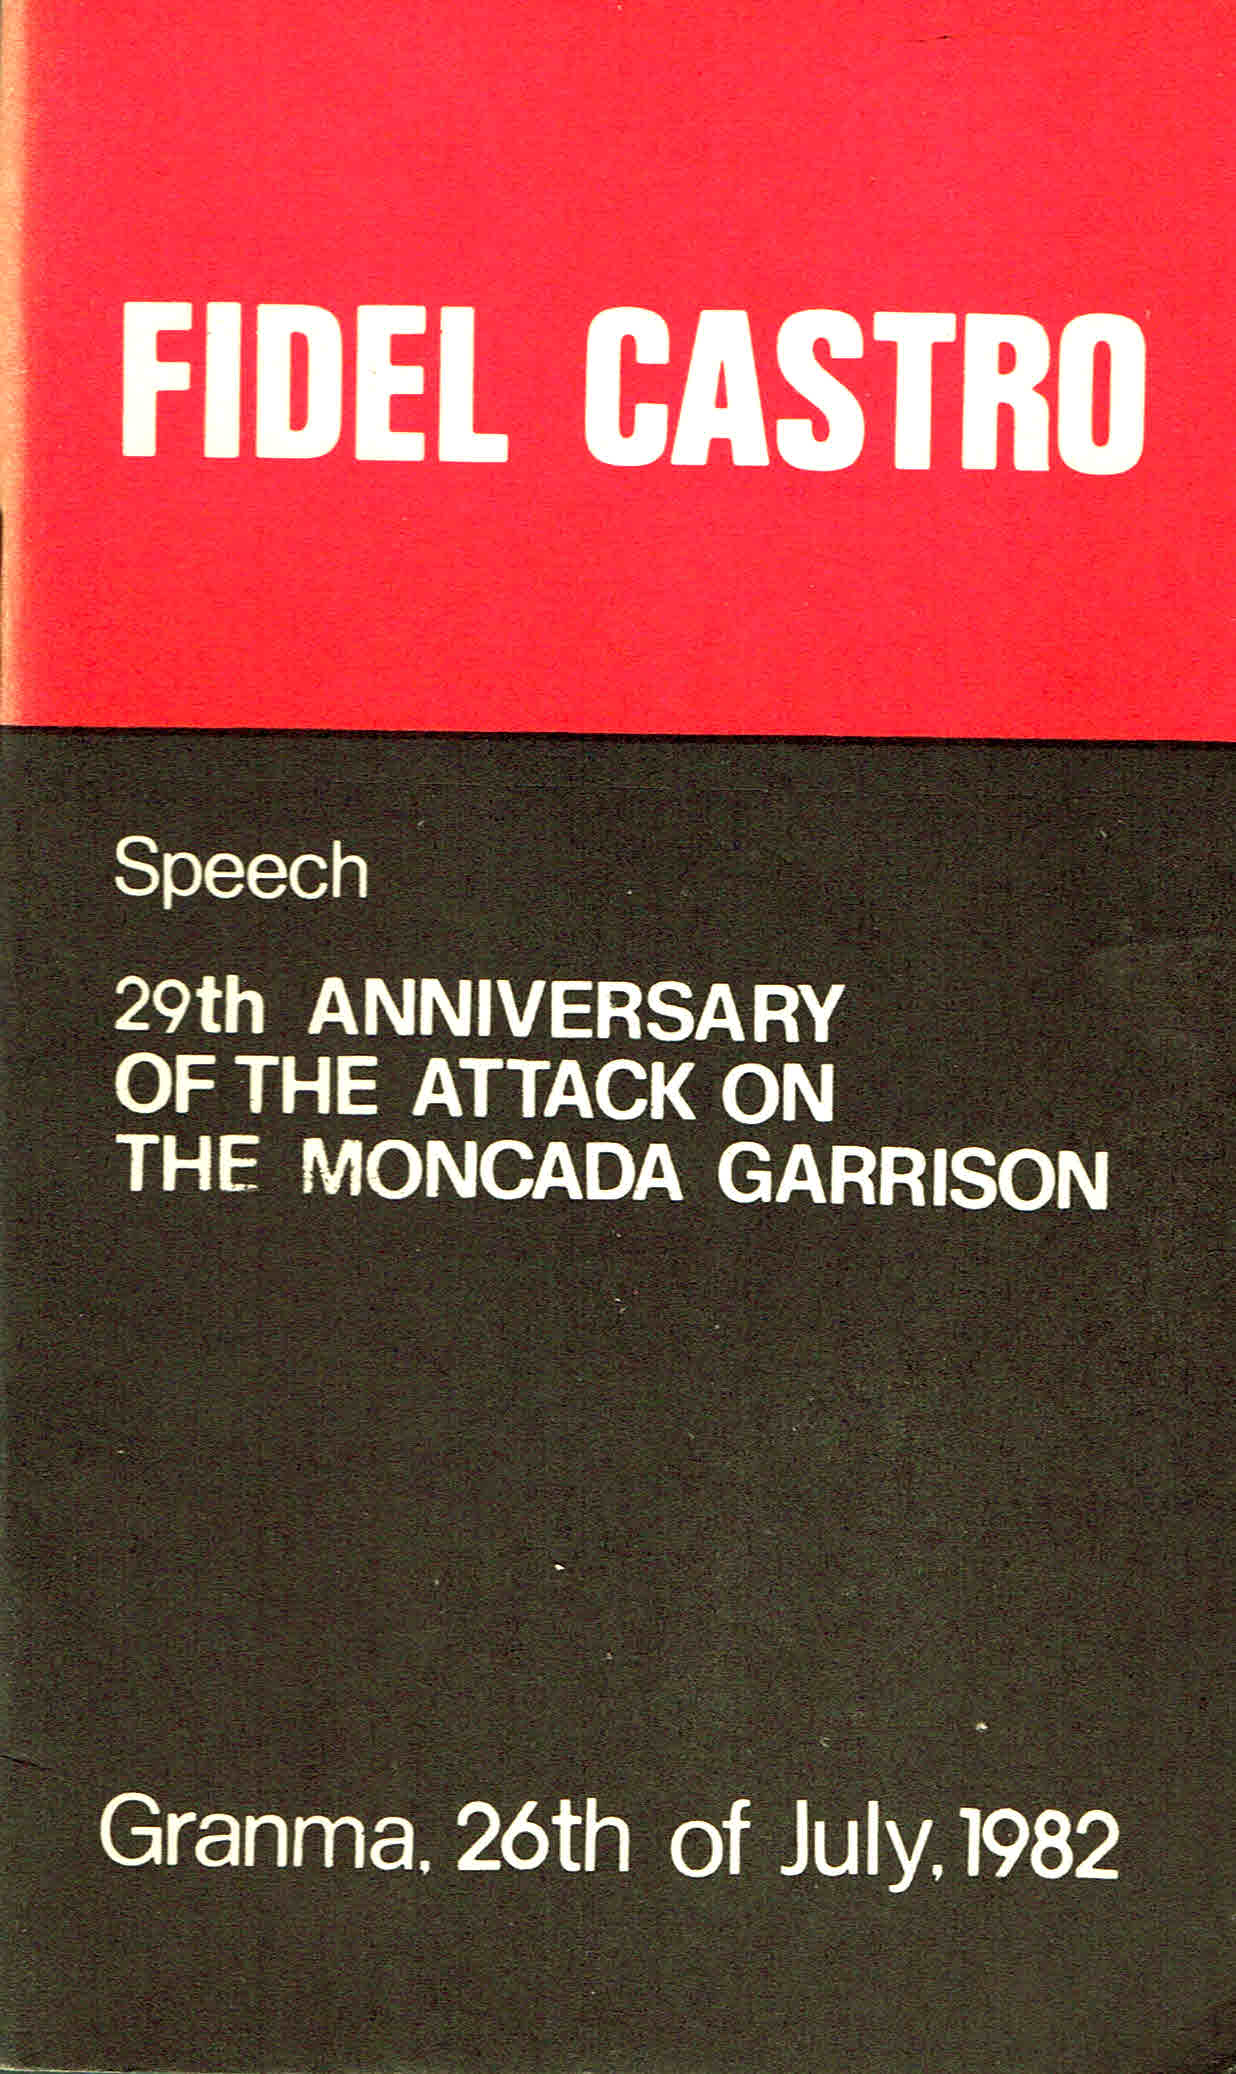 FIDEL CASTRO
Speech
29th ANNIVERSARY
OF THE ATTACK ON
THE MONCADA GARRISON
Granma, 26th of July, 1982